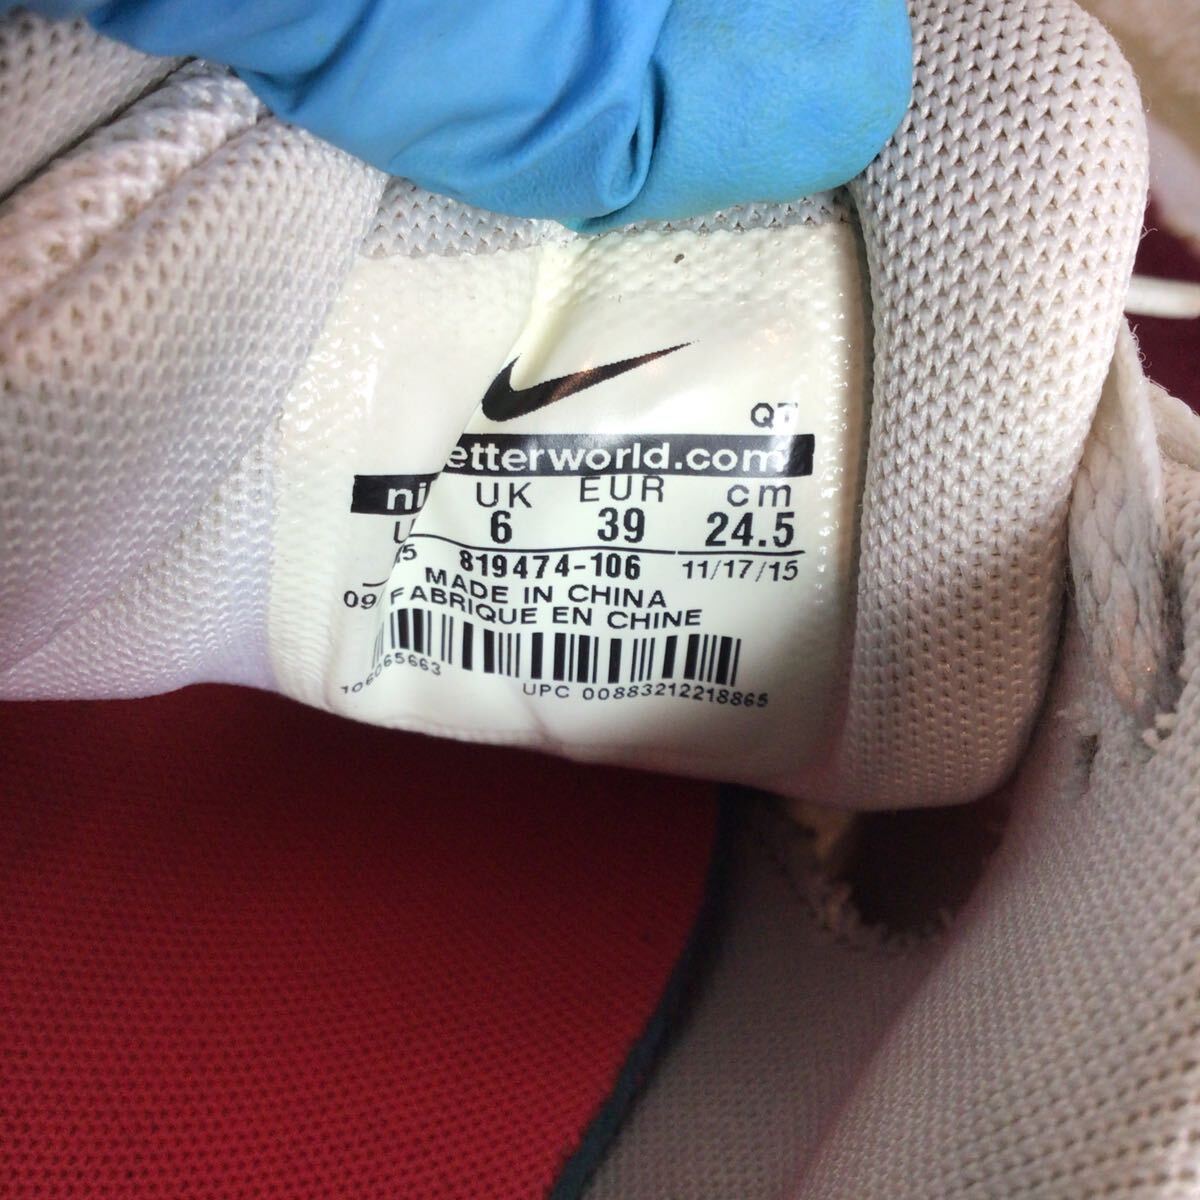 QT
etterworld.com
UK EUR cm
6 39 24.5
819474-106 11/17/15
MADE IN CHINA
FABRIQUE EN CHINE
106065663
UPC 00883212218865